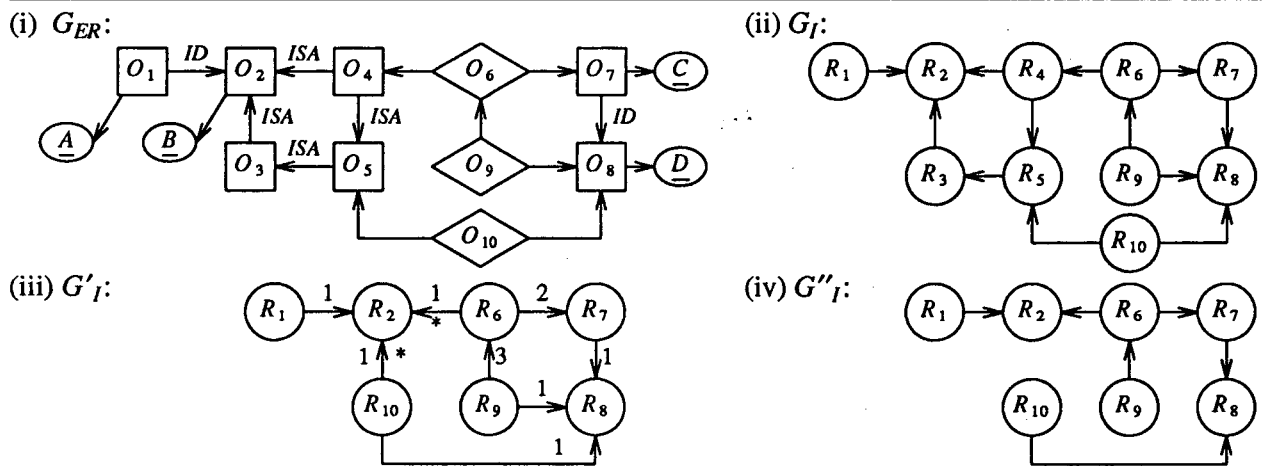 (i) G_ER:
(ii) G_I:
O₁ ID O₂ ISA O₄ O₆ O₇ C
R₁ R₂ R₄ R₆ R₇
ISA ISA ID
A B O₃ ISA O₅ O₉ O₈ D
R₃ R₅ R₉ R₈
O₁₀
R₁₀
(iii) G'_I:
(iv) G''_I:
R₁ 1 R₂ 1 * R₆ 2 R₇
R₁ R₂ R₆ R₇
1 * 3 1
R₁₀ R₉ 1 R₈
R₁₀ R₉ R₈
1